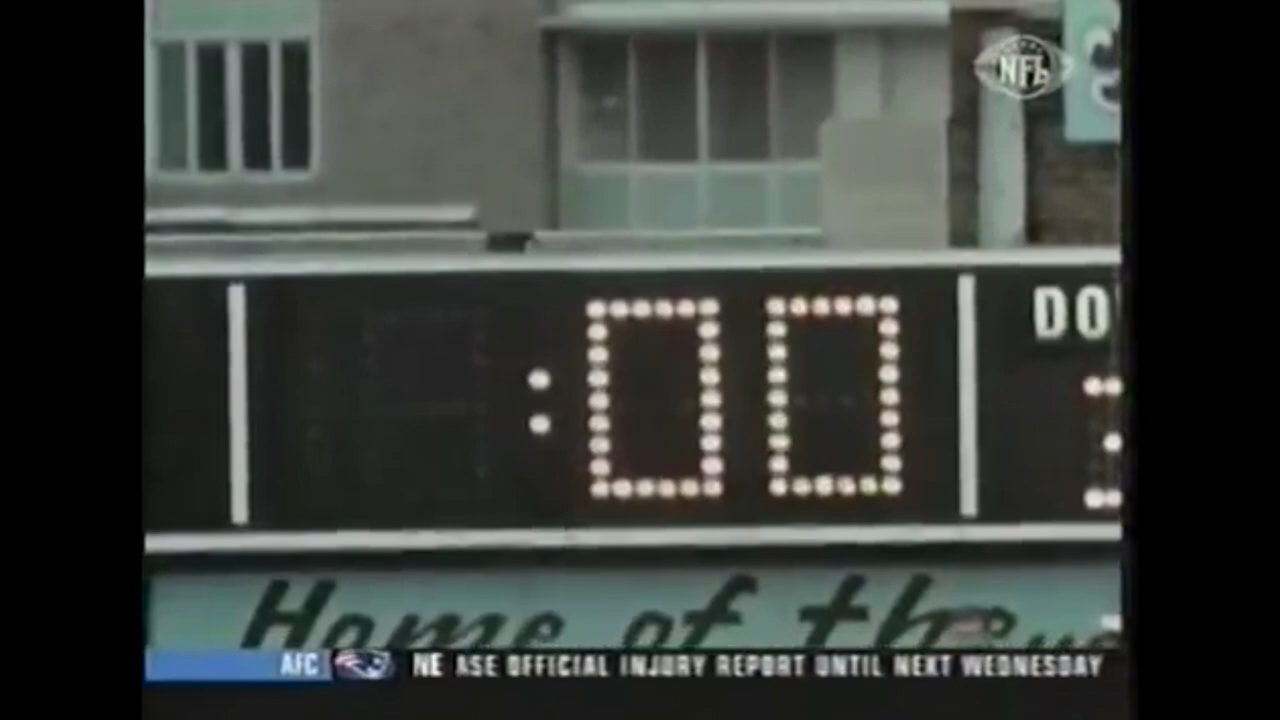 NFL
DO
:00
Home of the
AFC NE ASE OFFICIAL INJURY REPORT UNTIL NEXT WEDNESDAY